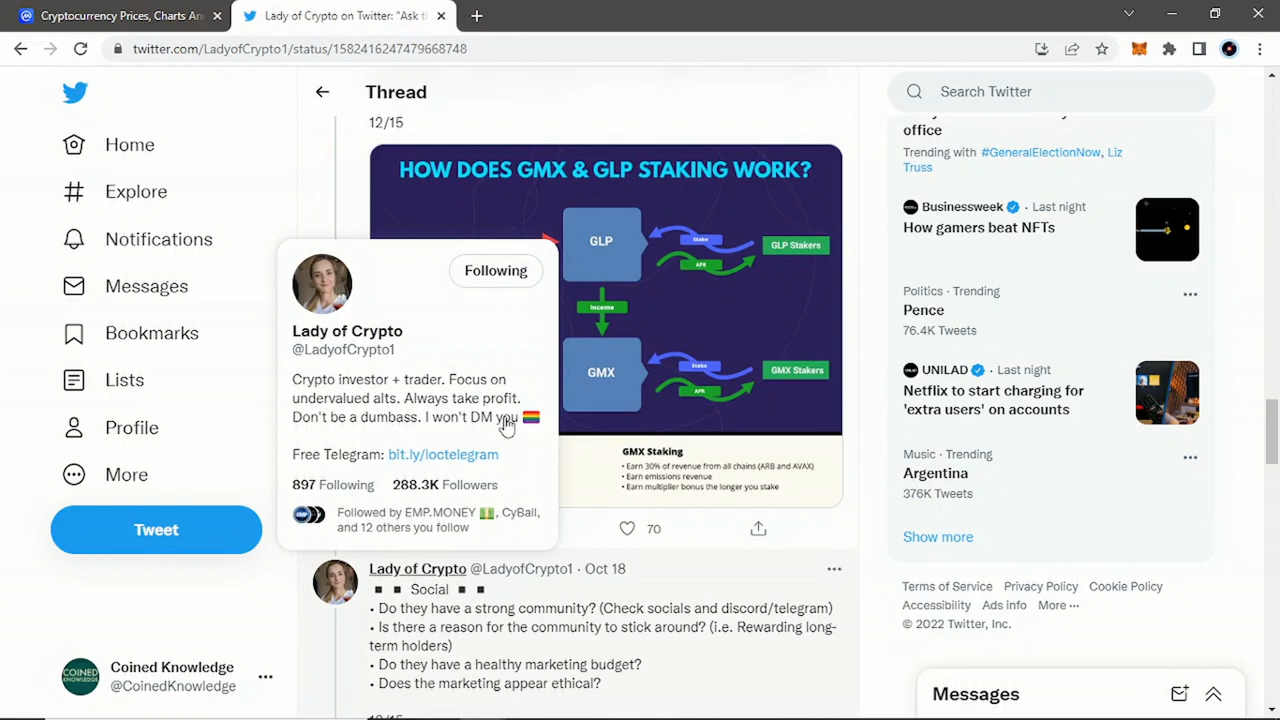 Cryptocurrency Prices, Charts An
Lady of Crypto on Twitter: "Ask t
twitter.com/LadyofCrypto1/status/1582416247479668748
Home
Explore
Notifications
Messages
Bookmarks
Lists
Profile
More
Tweet
Coined Knowledge
@CoinedKnowledge
COINED
KNOWLEDGE
Thread
12/15
HOW DOES GMX & GLP STAKING WORK?
GLP
Stake
APR
GLP Stakers
Income
GMX
Stake
APR
GMX Stakers
GMX Staking
• Earn 30% of revenue from all chains (ARB and AVAX)
• Earn emissions revenue
• Earn multiplier bonus the longer you stake
70
Following
Lady of Crypto
@LadyofCrypto1
Crypto investor + trader. Focus on
undervalued alts. Always take profit.
Don't be a dumbass. I won't DM you
Free Telegram: bit.ly/loctelegram
897 Following 288.3K Followers
Followed by EMP.MONEY, CyBall,
and 12 others you follow
Lady of Crypto @LadyofCrypto1 · Oct 18
Social
• Do they have a strong community? (Check socials and discord/telegram)
• Is there a reason for the community to stick around? (i.e. Rewarding long-
term holders)
• Do they have a healthy marketing budget?
• Does the marketing appear ethical?
Search Twitter
office
Trending with #GeneralElectionNow, Liz
Truss
Businessweek · Last night
How gamers beat NFTs
Politics · Trending
Pence
76.4K Tweets
UNILAD · Last night
Netflix to start charging for
'extra users' on accounts
Music · Trending
Argentina
376K Tweets
Show more
Terms of Service Privacy Policy Cookie Policy
Accessibility Ads info More ···
© 2022 Twitter, Inc.
Messages